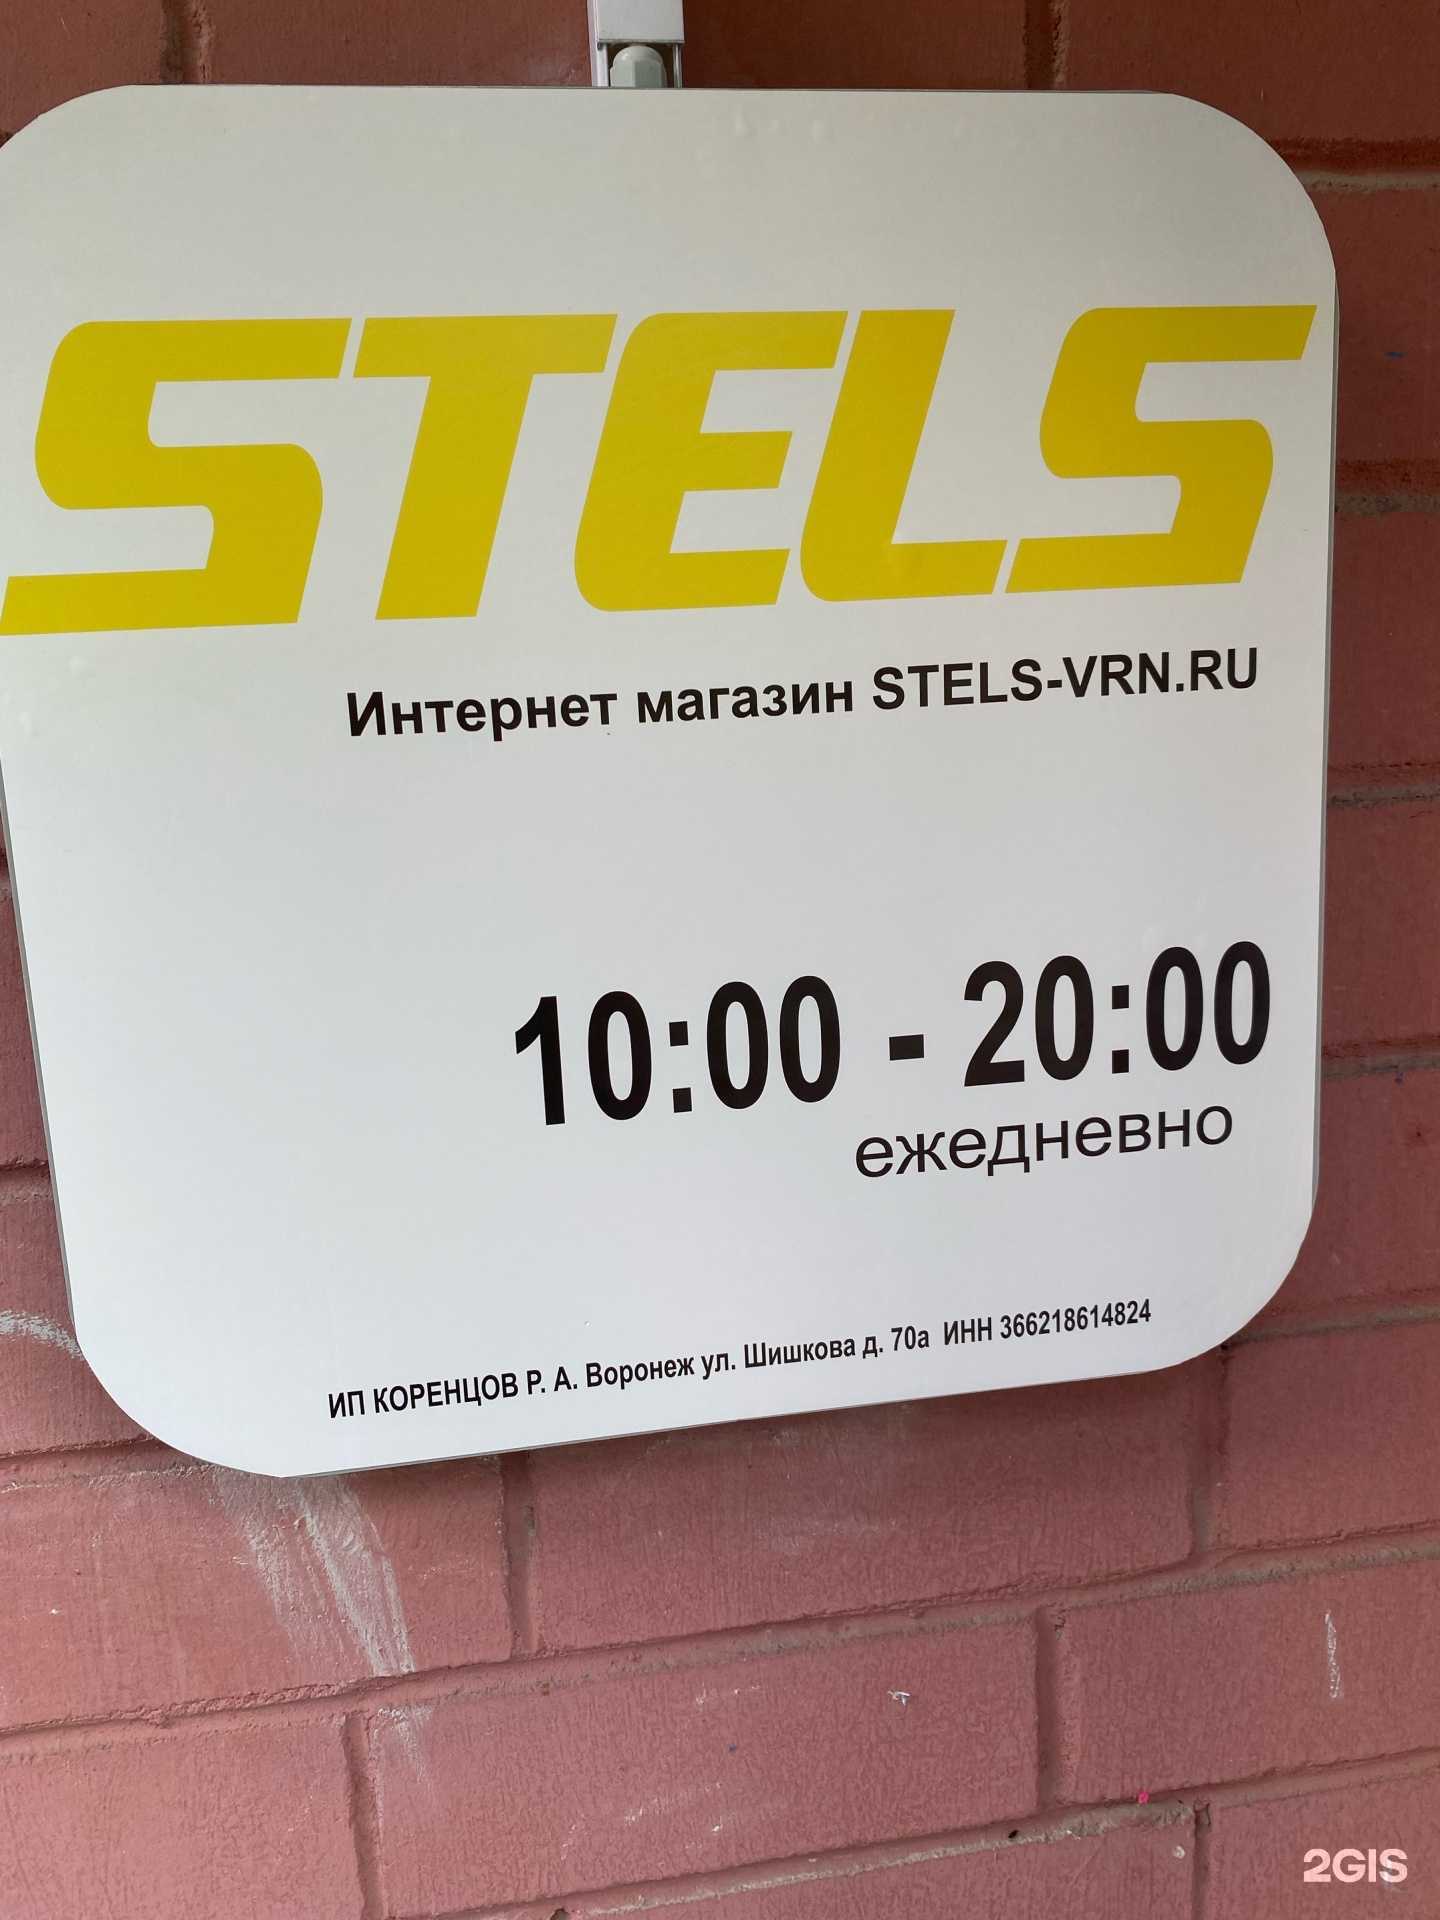 STELS
Интернет магазин STELS-VRN.RU
10:00 - 20:00
ежедневно
ИП КОРЕНЦОВ Р. А. Воронеж ул. Шишкова д. 70а ИНН 366218614824
2GIS